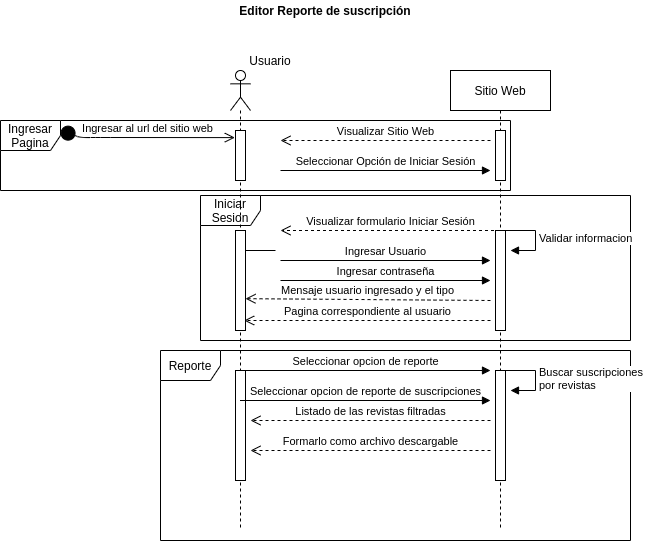 Editor Reporte de suscripción
Usuario
Sitio Web
Ingresar
Pagina
Ingresar al url del sitio web
Visualizar Sitio Web
Seleccionar Opción de Iniciar Sesión
Iniciar
Sesión
Visualizar formulario Iniciar Sesión
Validar informacion
Ingresar Usuario
Ingresar contraseña
Mensaje usuario ingresado y el tipo
Pagina correspondiente al usuario
Reporte
Seleccionar opcion de reporte
Buscar suscripciones
por revistas
Seleccionar opcion de reporte de suscripciones
Listado de las revistas filtradas
Formarlo como archivo descargable